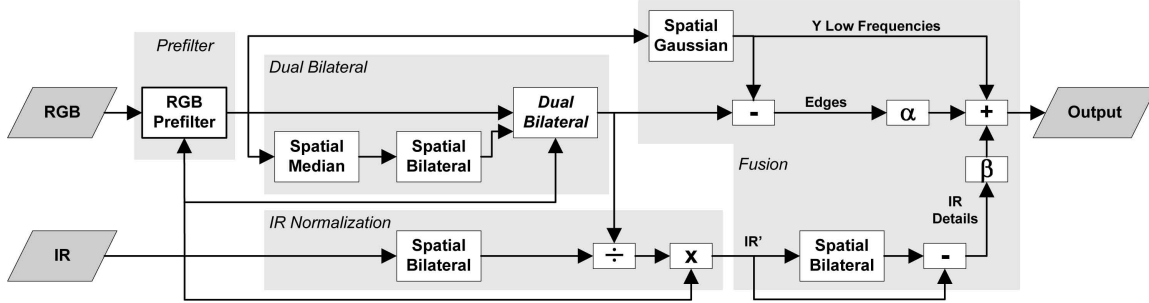 Prefilter
RGB
RGB
Prefilter
Dual Bilateral
Spatial
Median
Spatial
Bilateral
Dual
Bilateral
Spatial
Gaussian
Y Low Frequencies
-
Edges
α
+
Output
β
Fusion
IR
Details
IR Normalization
IR
Spatial
Bilateral
÷
x
IR'
Spatial
Bilateral
-